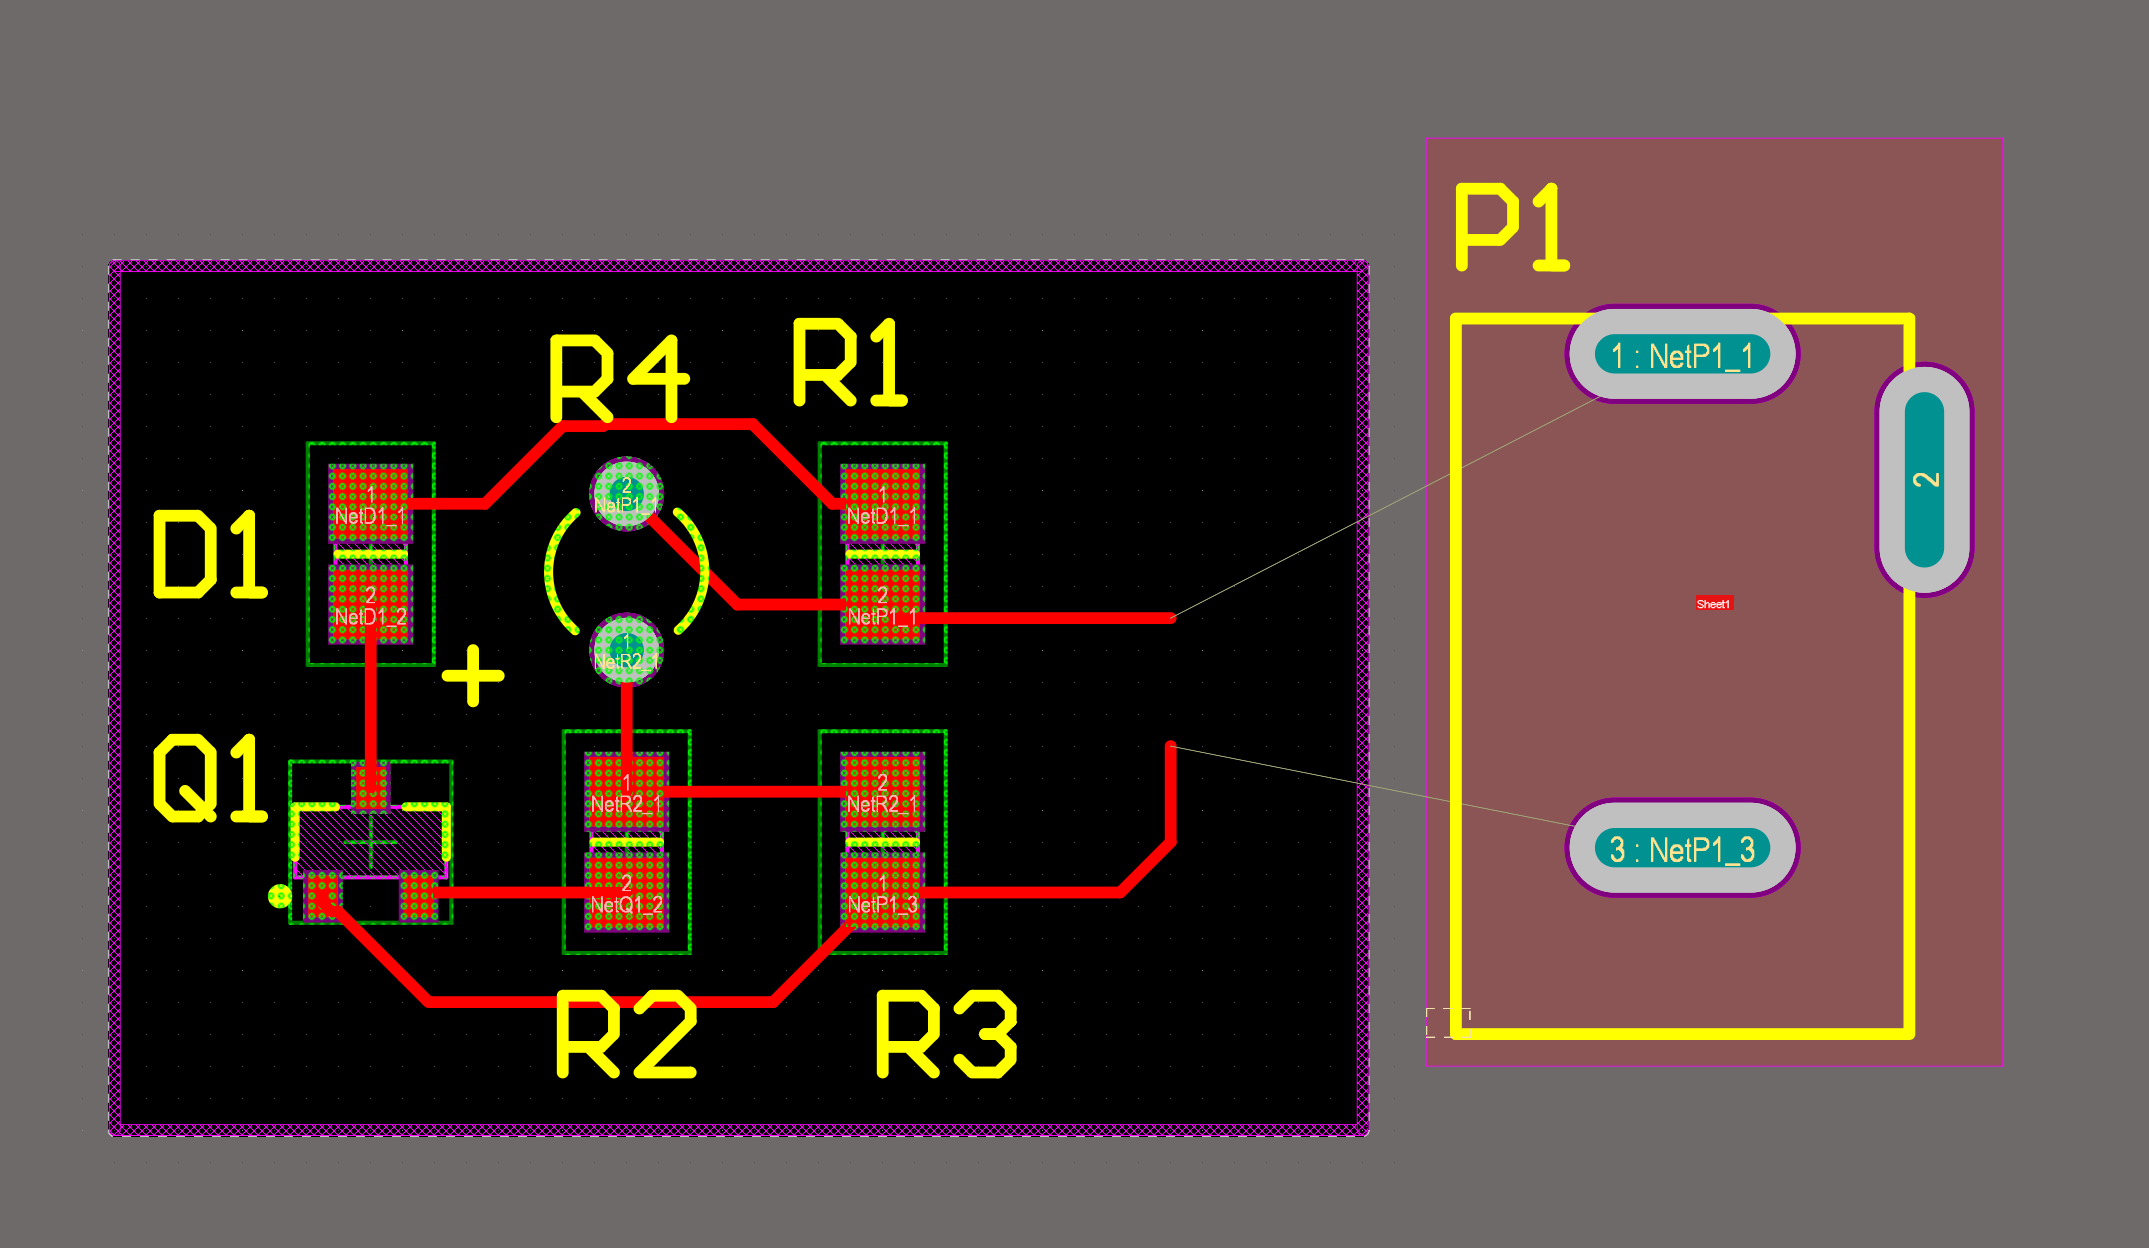 P1
R4
R1
1 : NetP1_1
2
D1
1
NetD1_1
2
NetD1_2
2
NetP1_1
1
NetR2_1
1
NetD1_1
2
NetP1_1
Sheet1
+
Q1
1
NetR2_1
2
NetQ1_2
2
NetR2_1
1
NetP1_3
3 : NetP1_3
R2
R3